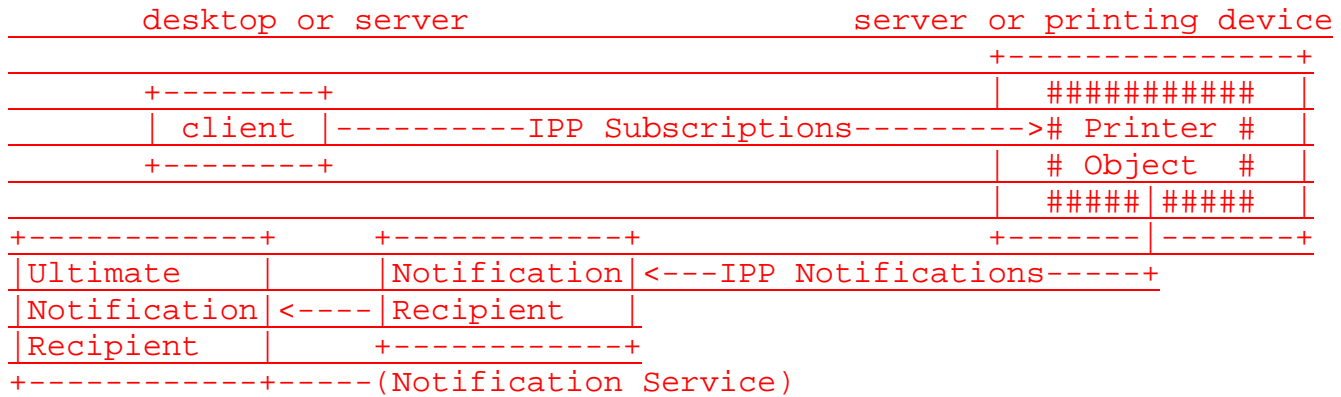 desktop or server                      server or printing device
                                                           +---------------+
        +--------+                                         |  ###########  |
        | client |----------IPP Subscriptions---------># Printer #  |
        +--------+                                         |  # Object  #  |
                                                           |  #####|#####  |
+------------+      +------------+                     +-------|-------+
|Ultimate    |      |Notification|<---IPP Notifications-----+
|Notification|<----|Recipient    |
|Recipient   |      +------------+
+------------+-----(Notification Service)